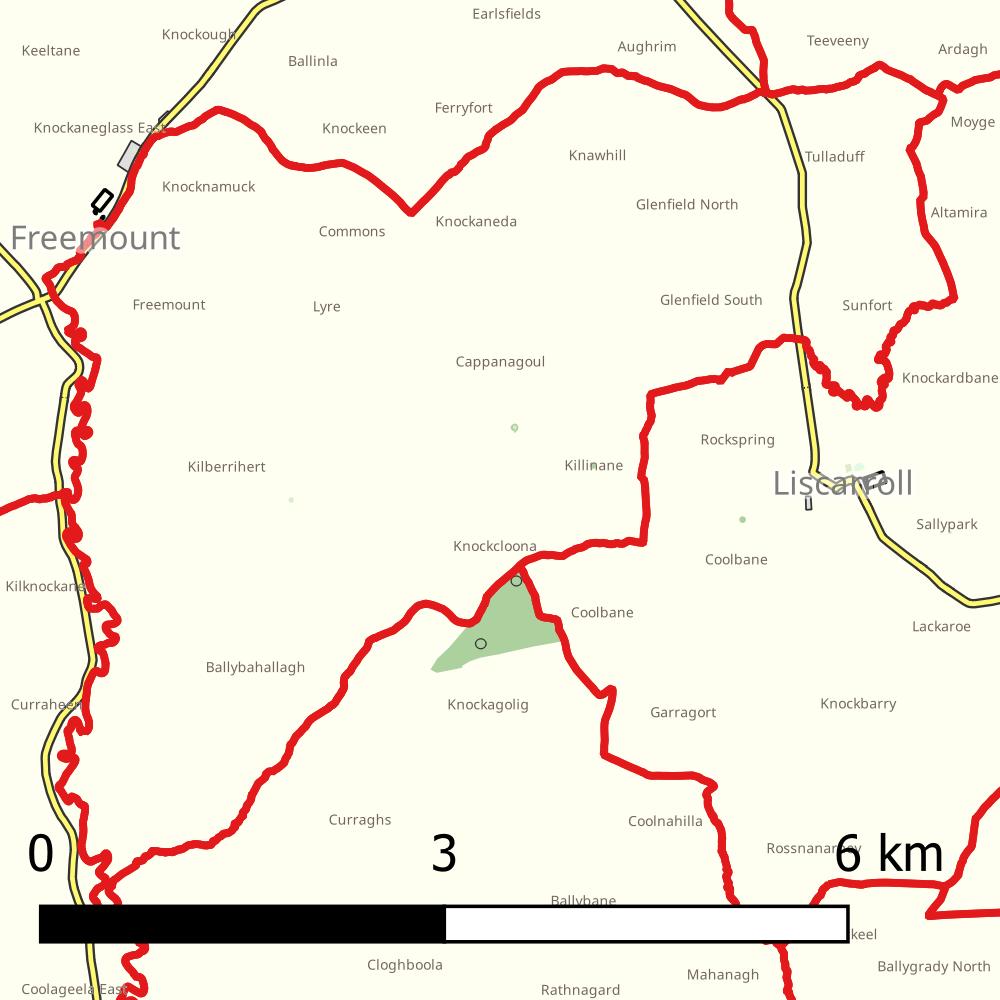 Earlsfields
Knockough
Aughrim
Teeveeny
Ardagh
Keeltane
Ballinla
Ferryfort
Moyge
Knockaneglass East
Knockeen
Knawhill
Tulladuff
Knocknamuck
Glenfield North
Altamira
Knockaneda
Commons
Freemount
Freemount
Lyre
Glenfield South
Sunfort
Cappanagoul
Knockardbane
Rockspring
Kilberrihert
Killinane
Liscarroll
Sallypark
Knockcloona
Coolbane
Kilknockane
Coolbane
Lackaroe
Ballybahallagh
Curraheen
Knockagolig
Garragort
Knockbarry
Curraghs
Coolnahilla
Rossnanarney
0 3 6 km
Ballybane
keel
Cloghboola
Mahanagh
Ballygrady North
Coolageela East
Rathnagard